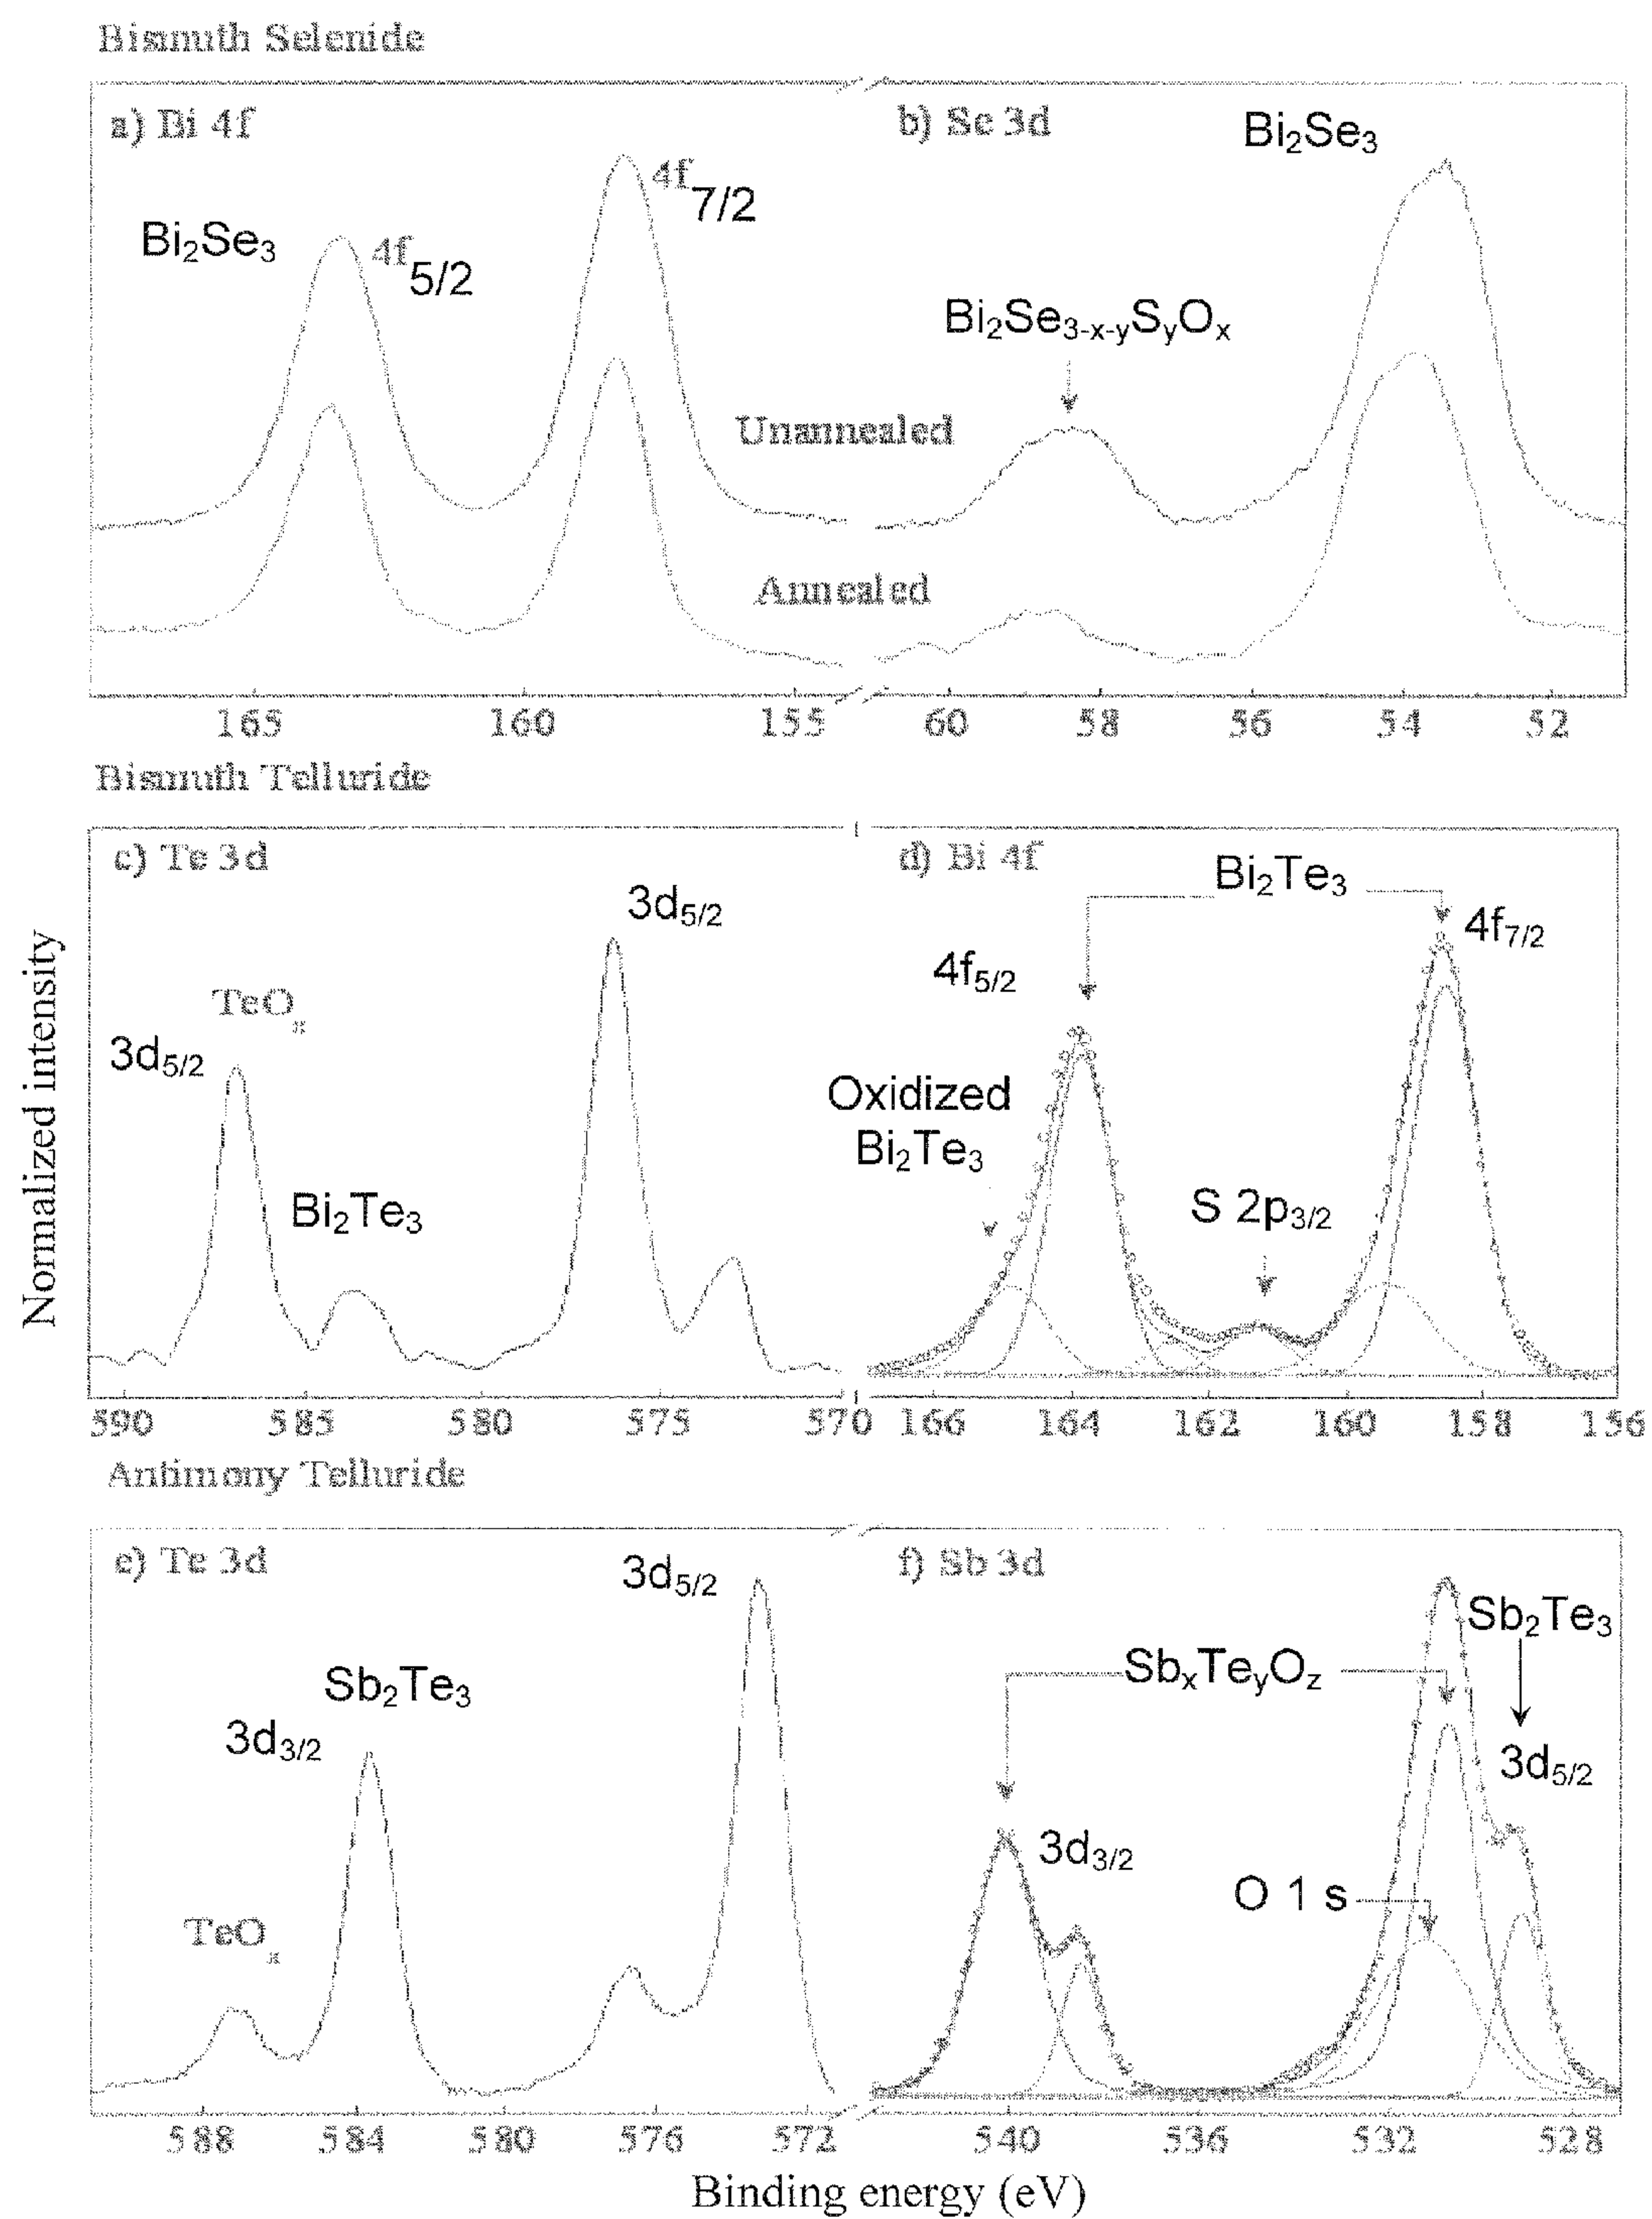 Bismuth Selenide
a) Bi 4f
b) Se 3d
Bi₂Se₃
4f 7/2
Bi₂Se₃
4f 5/2
Bi₂Se₃₋ₓ₋ySyOₓ
Unannealed
Annealed
165 160 155 60 58 56 54 52
Bismuth Telluride
c) Te 3d
d) Bi 4f
Bi₂Te₃
3d₅/₂
4f₇/₂
4f₅/₂
TeOₓ
3d₅/₂
Oxidized
Bi₂Te₃
Bi₂Te₃
S 2p₃/₂
Normalized intensity
590 585 580 575 570 166 164 162 160 158 156
Antimony Telluride
e) Te 3d
3d₅/₂
f) Sb 3d
Sb₂Te₃
SbₓTeyOz
Sb₂Te₃
3d₃/₂
3d₅/₂
3d₃/₂
O 1 s
TeOₓ
588 584 580 576 572 540 536 532 528
Binding energy (eV)